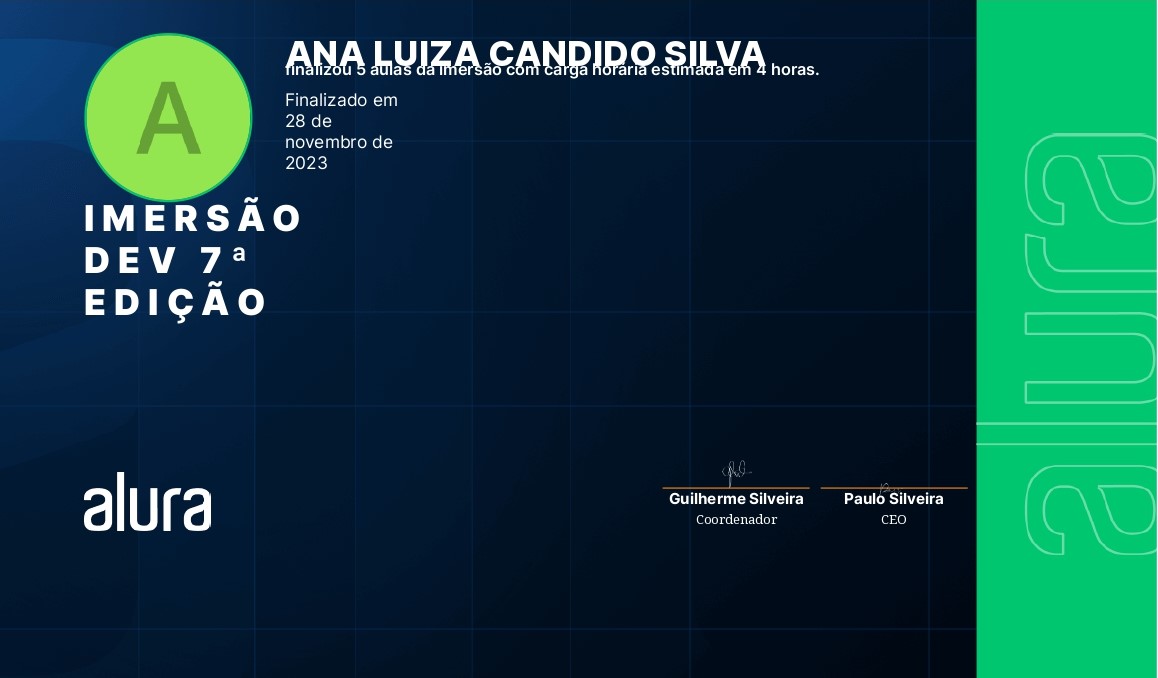 ANA LUIZA CANDIDO SILVA
finalizou 5 aulas da imersão com carga horária estimada em 4 horas.
Finalizado em
28 de
novembro de
2023
A
IMERSÃO
DEV 7ª
EDIÇÃO
alura
Guilherme Silveira
Coordenador
Paulo Silveira
CEO
alura